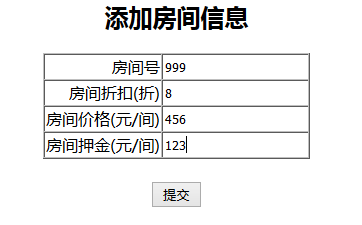 添加房间信息
房间号 999
房间折扣(折) 8
房间价格(元/间) 456
房间押金(元/间) 123
提交